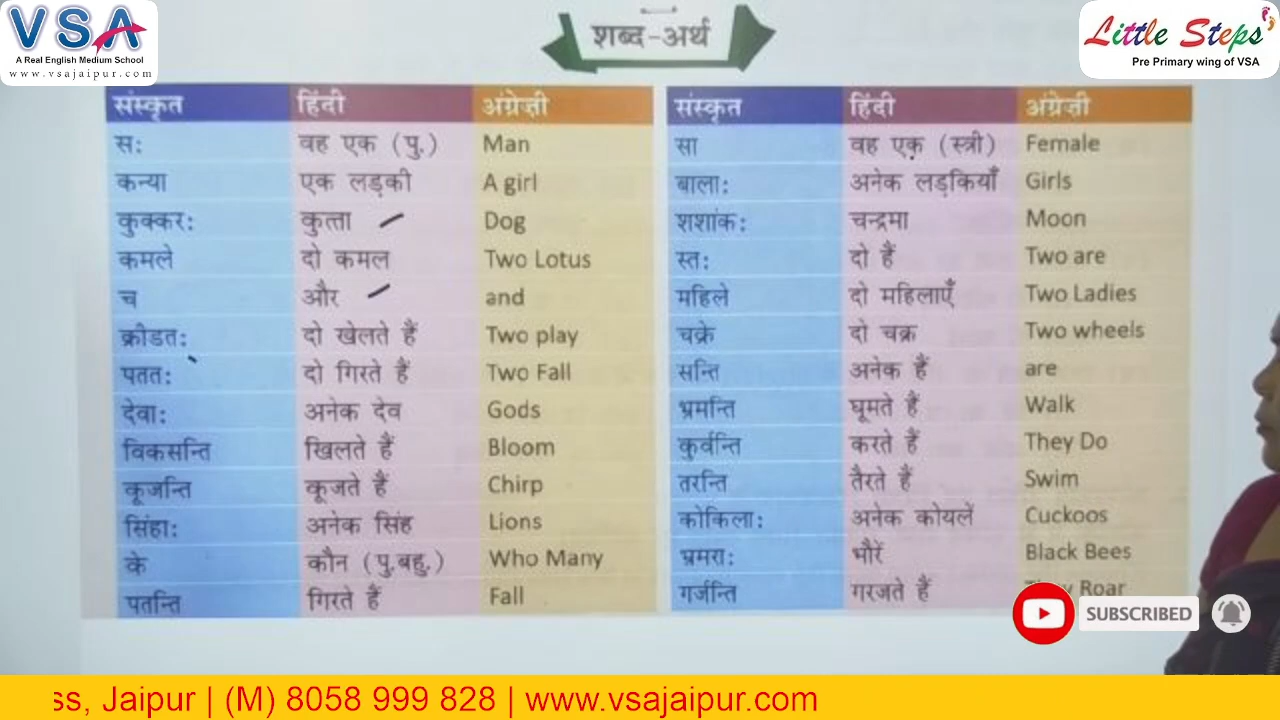 VSA
A Real English Medium School
www.vsajaipur.com
शब्द-अर्थ
Little Steps
Pre Primary wing of VSA
संस्कृत हिंदी अंग्रेज़ी
सः वह एक (पु.) Man
कन्या एक लड़की A girl
कुक्करः कुत्ता Dog
कमले दो कमल Two Lotus
च और and
क्रीडतः दो खेलते हैं Two play
पततः दो गिरते हैं Two Fall
देवाः अनेक देव Gods
विकसन्ति खिलते हैं Bloom
कूजन्ति कूजते हैं Chirp
सिंहाः अनेक सिंह Lions
के कौन (पु.बहु.) Who Many
पतन्ति गिरते हैं Fall
संस्कृत हिंदी अंग्रेज़ी
सा वह एक (स्त्री) Female
बालाः अनेक लड़कियाँ Girls
शशांकः चन्द्रमा Moon
स्तः दो हैं Two are
महिले दो महिलाएँ Two Ladies
चक्रे दो चक्र Two wheels
सन्ति अनेक हैं are
भ्रमन्ति घूमते हैं Walk
कुर्वन्ति करते हैं They Do
तरन्ति तैरते हैं Swim
कोकिलाः अनेक कोयलें Cuckoos
भ्रमराः भौरें Black Bees
गर्जन्ति गरजते हैं Roar
SUBSCRIBED
Jaipur | (M) 8058 999 828 | www.vsajaipur.com